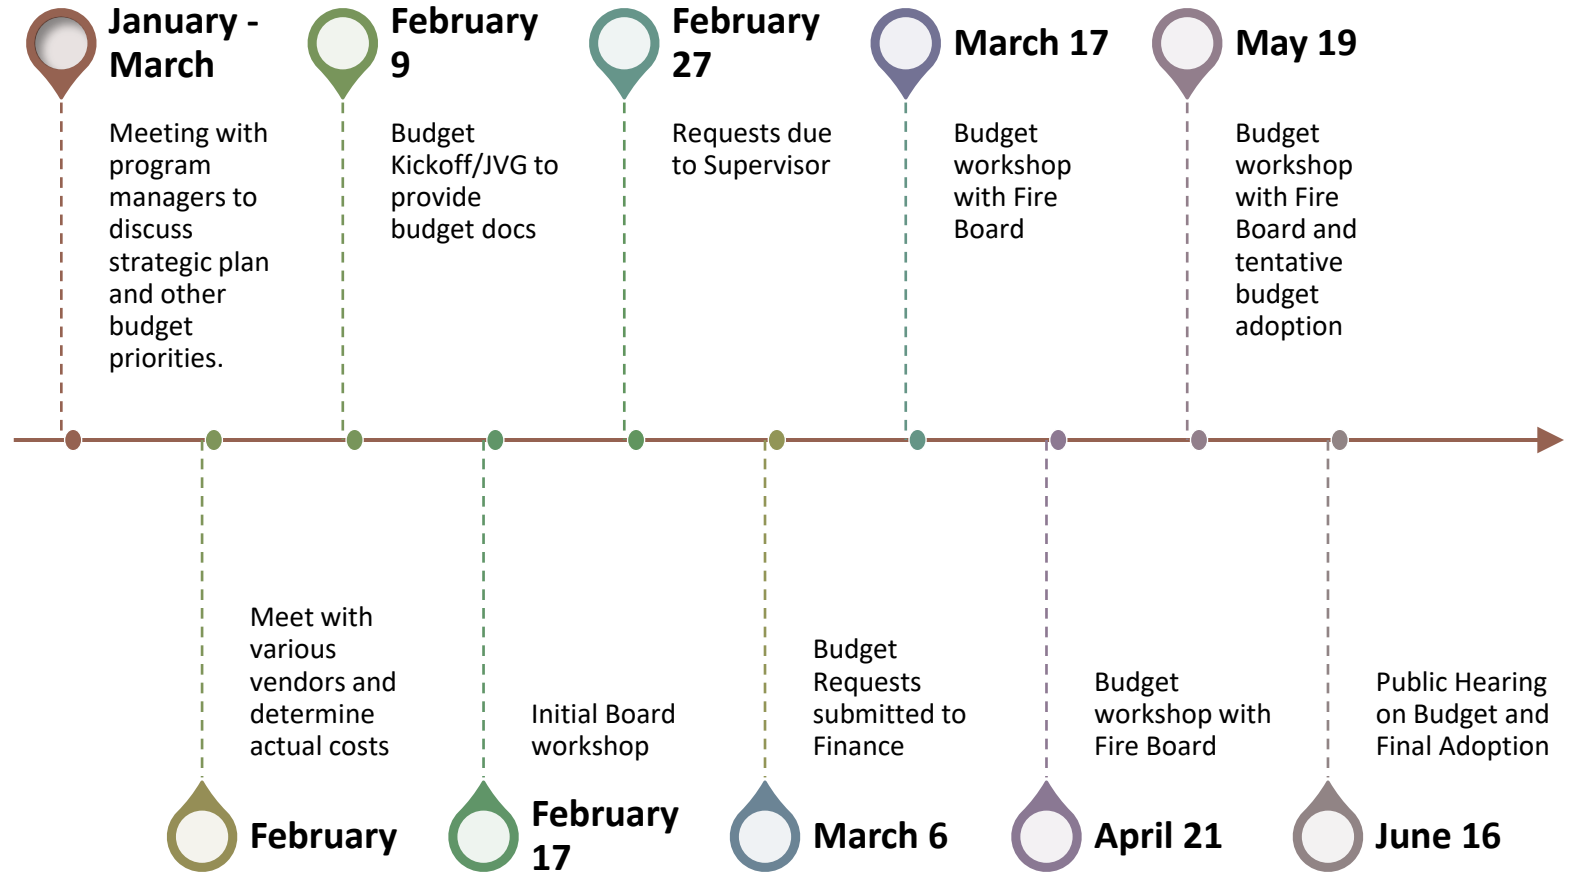 January -
March
Meeting with
program
managers to
discuss
strategic plan
and other
budget
priorities.
February
9
Budget
Kickoff/JVG to
provide
budget docs
February
27
Requests due
to Supervisor
March 17
Budget
workshop
with Fire
Board
May 19
Budget
workshop
with Fire
Board and
tentative
budget
adoption
Meet with
various
vendors and
determine
actual costs
February
Initial Board
workshop
February
17
Budget
Requests
submitted to
Finance
March 6
Budget
workshop with
Fire Board
April 21
Public Hearing
on Budget and
Final Adoption
June 16